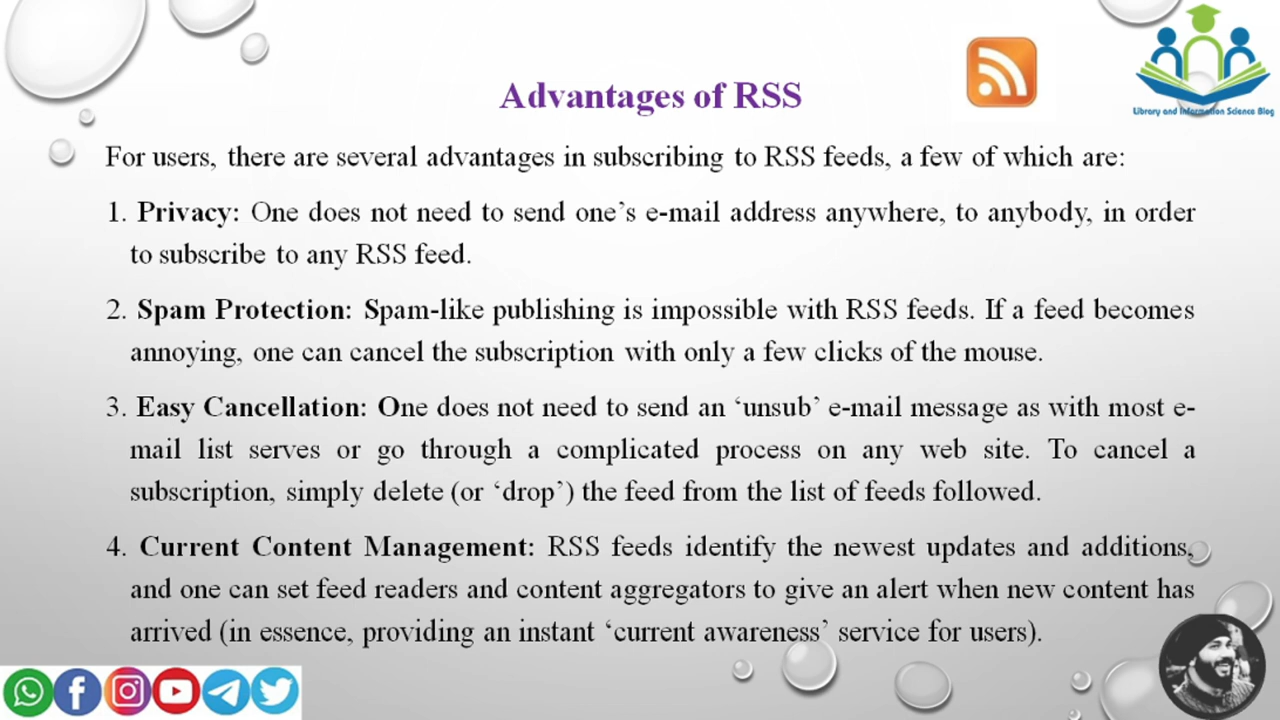 Advantages of RSS
Library and Information Science Blog
For users, there are several advantages in subscribing to RSS feeds, a few of which are:
1. Privacy: One does not need to send one’s e-mail address anywhere, to anybody, in order
to subscribe to any RSS feed.
2. Spam Protection: Spam-like publishing is impossible with RSS feeds. If a feed becomes
annoying, one can cancel the subscription with only a few clicks of the mouse.
3. Easy Cancellation: One does not need to send an ‘unsub’ e-mail message as with most e-
mail list serves or go through a complicated process on any web site. To cancel a
subscription, simply delete (or ‘drop’) the feed from the list of feeds followed.
4. Current Content Management: RSS feeds identify the newest updates and additions,
and one can set feed readers and content aggregators to give an alert when new content has
arrived (in essence, providing an instant ‘current awareness’ service for users).